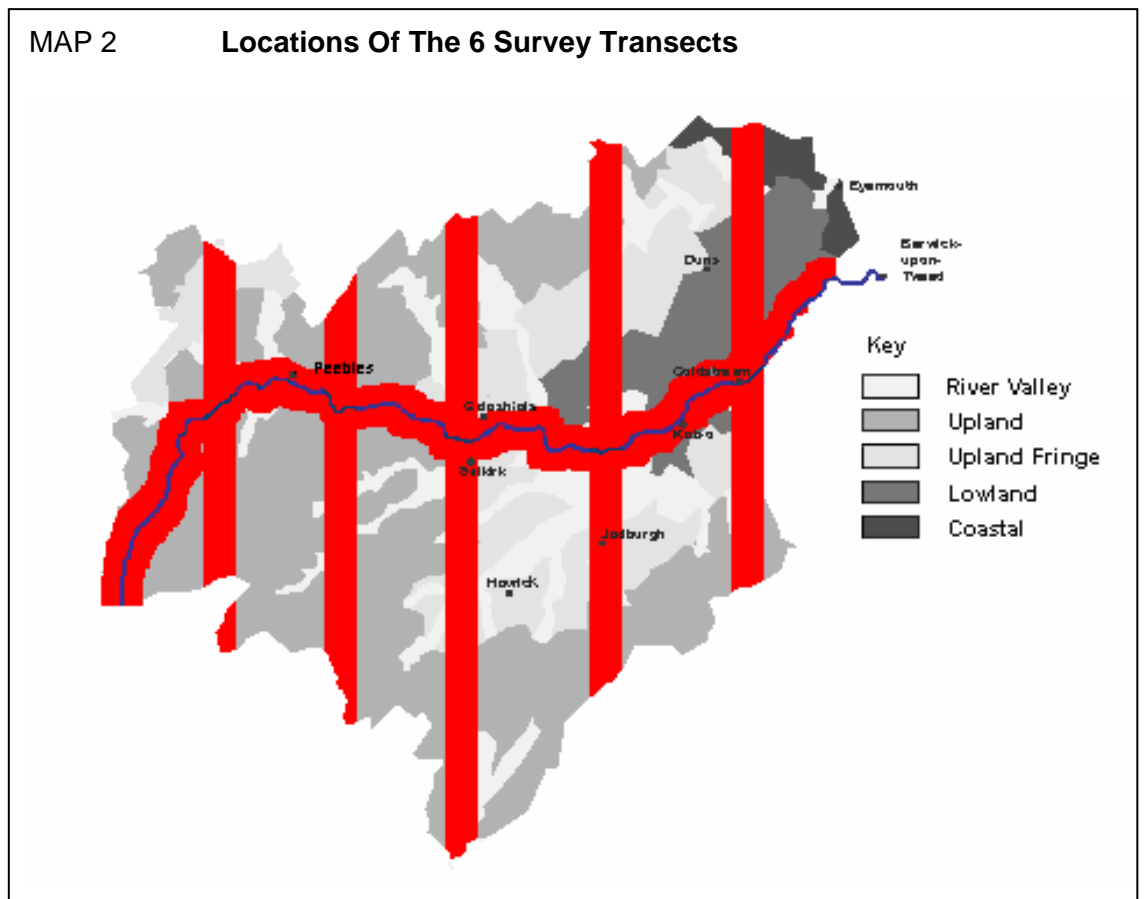 MAP 2 Locations Of The 6 Survey Transects
Eyemouth
Berwick-
upon-
Tweed
Duns
Key
River Valley
Upland
Upland Fringe
Lowland
Coastal
Peebles
Coldstream
Galashiels
Kelso
Selkirk
Jedburgh
Hawick